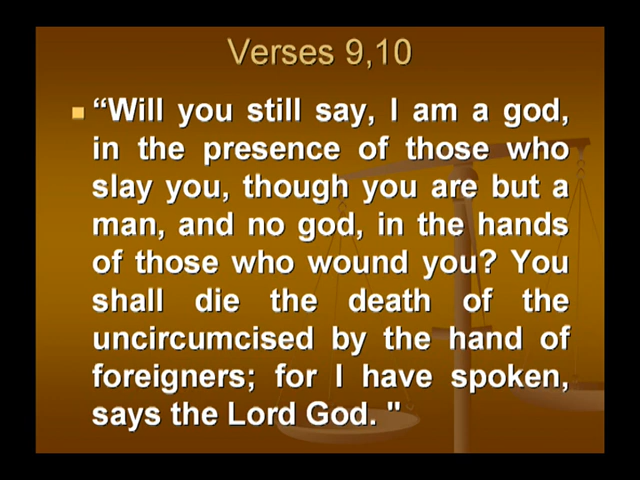 Verses 9,10
“Will you still say, I am a god,
in the presence of those who
slay you, though you are but a
man, and no god, in the hands
of those who wound you? You
shall die the death of the
uncircumcised by the hand of
foreigners; for I have spoken,
says the Lord God. "